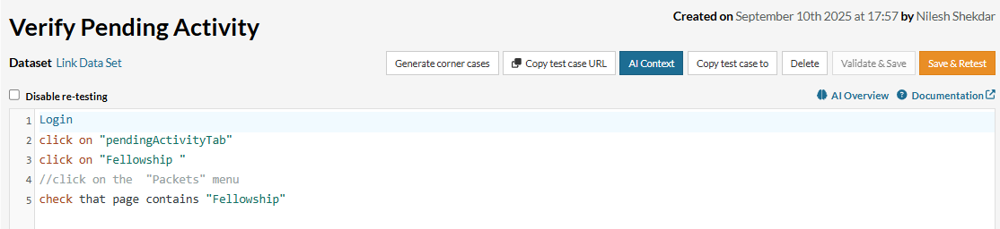 Created on September 10th 2025 at 17:57 by Nilesh Shekdar
Verify Pending Activity
Dataset Link Data Set
Generate corner cases Copy test case URL AI Context Copy test case to Delete Validate & Save Save & Retest
Disable re-testing AI Overview Documentation
1 Login
2 click on "pendingActivityTab"
3 click on "Fellowship "
4 //click on the  "Packets" menu
5 check that page contains "Fellowship"